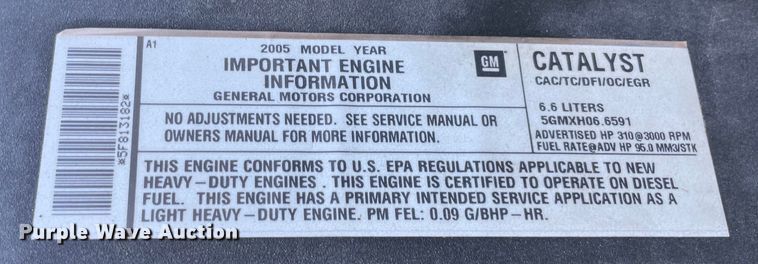 A1
2005 MODEL YEAR
IMPORTANT ENGINE
INFORMATION
GENERAL MOTORS CORPORATION
GM
CATALYST
CAC/TC/DFI/OC/EGR
NO ADJUSTMENTS NEEDED. SEE SERVICE MANUAL OR
OWNERS MANUAL FOR MORE INFORMATION.
6.6 LITERS
5GMXH06.6591
ADVERTISED HP 310@3000 RPM
FUEL RATE@ADV HP 95.0 MM3/STK
*5F813182*
THIS ENGINE CONFORMS TO U.S. EPA REGULATIONS APPLICABLE TO NEW
HEAVY-DUTY ENGINES . THIS ENGINE IS CERTIFIED TO OPERATE ON DIESEL
FUEL. THIS ENGINE HAS A PRIMARY INTENDED SERVICE APPLICATION AS A
LIGHT HEAVY-DUTY ENGINE. PM FEL: 0.09 G/BHP-HR.
Purple Wave Auction